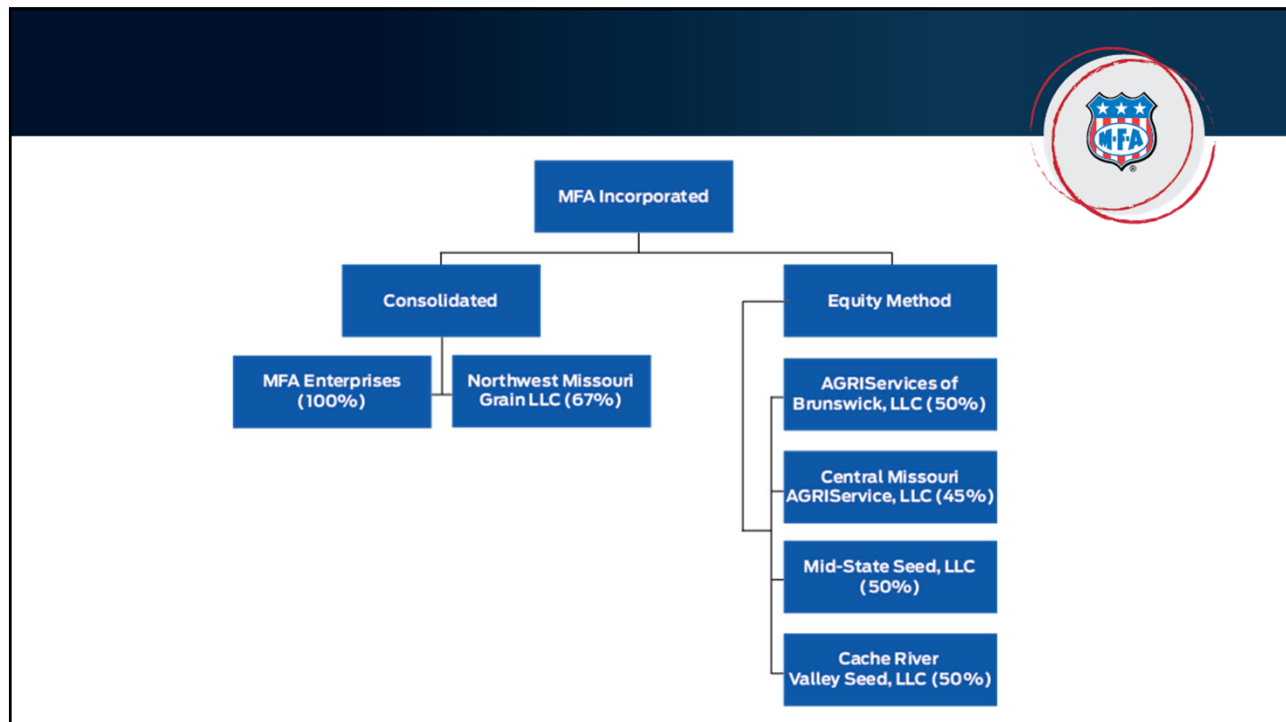 M-F-A
®
MFA Incorporated
Consolidated
Equity Method
MFA Enterprises
(100%)
Northwest Missouri
Grain LLC (67%)
AGRIServices of
Brunswick, LLC (50%)
Central Missouri
AGRIService, LLC (45%)
Mid-State Seed, LLC
(50%)
Cache River
Valley Seed, LLC (50%)